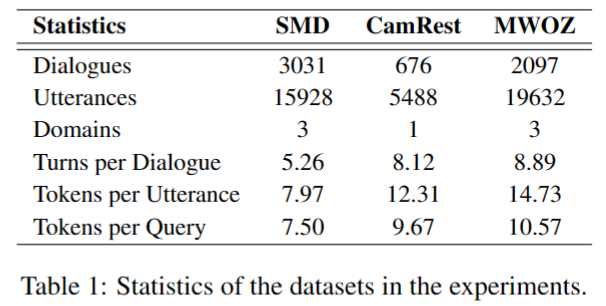 Statistics SMD CamRest MWOZ
Dialogues 3031 676 2097
Utterances 15928 5488 19632
Domains 3 1 3
Turns per Dialogue 5.26 8.12 8.89
Tokens per Utterance 7.97 12.31 14.73
Tokens per Query 7.50 9.67 10.57
Table 1: Statistics of the datasets in the experiments.